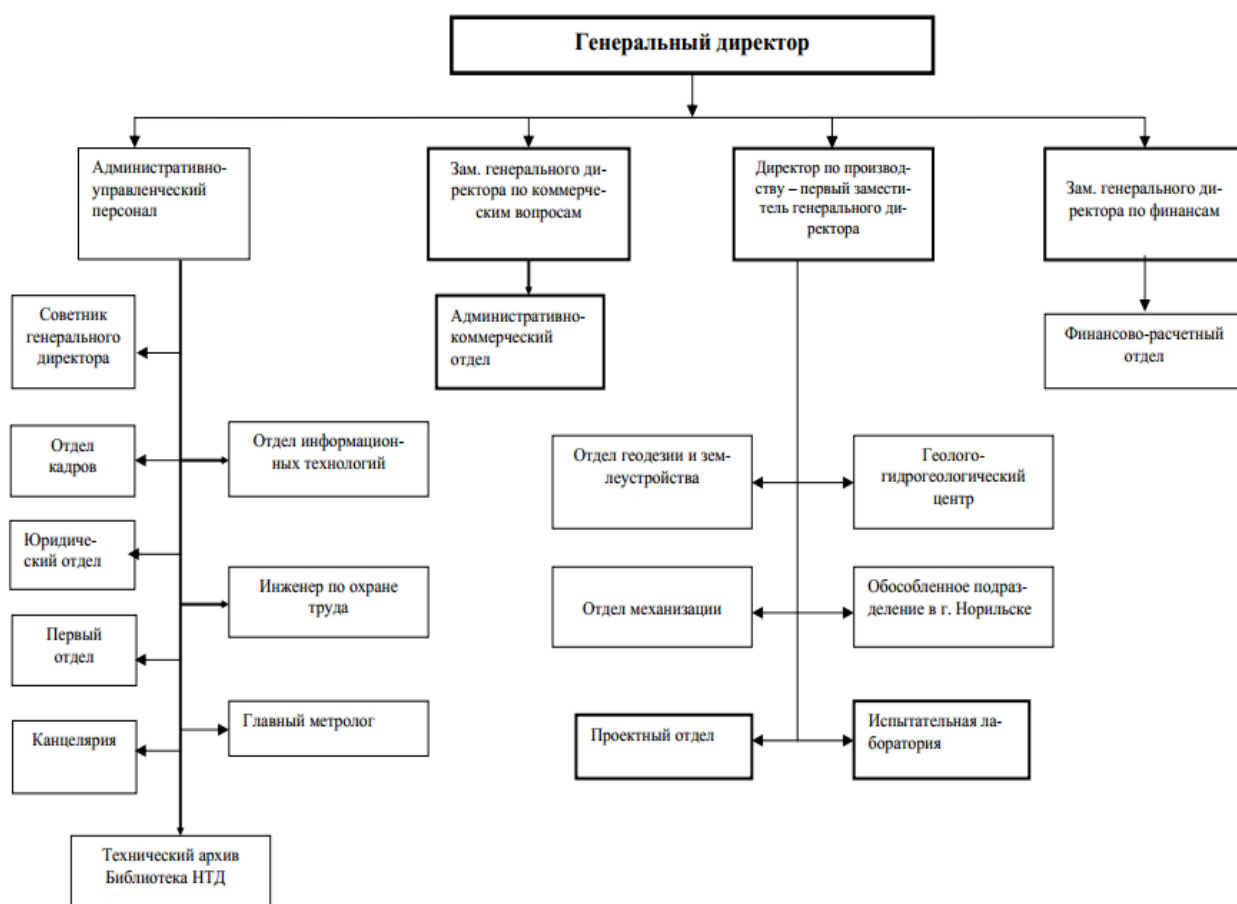 Генеральный директор
Административно-
управленческий
персонал
Зам. генерального ди-
ректора по коммерче-
ским вопросам
Директор по производ-
ству – первый замести-
тель генерального ди-
ректора
Зам. генерального ди-
ректора по финансам
Советник
генерального
директора
Административно-
коммерческий
отдел
Финансово-расчетный
отдел
Отдел
кадров
Отдел информацион-
ных технологий
Отдел геодезии и зем-
леустройства
Геолого-
гидрогеологический
центр
Юридиче-
ский отдел
Инженер по охране
труда
Отдел механизации
Обособленное подраз-
деление в г. Норильске
Первый
отдел
Главный метролог
Проектный отдел
Испытательная ла-
боратория
Канцелярия
Технический архив
Библиотека НТД